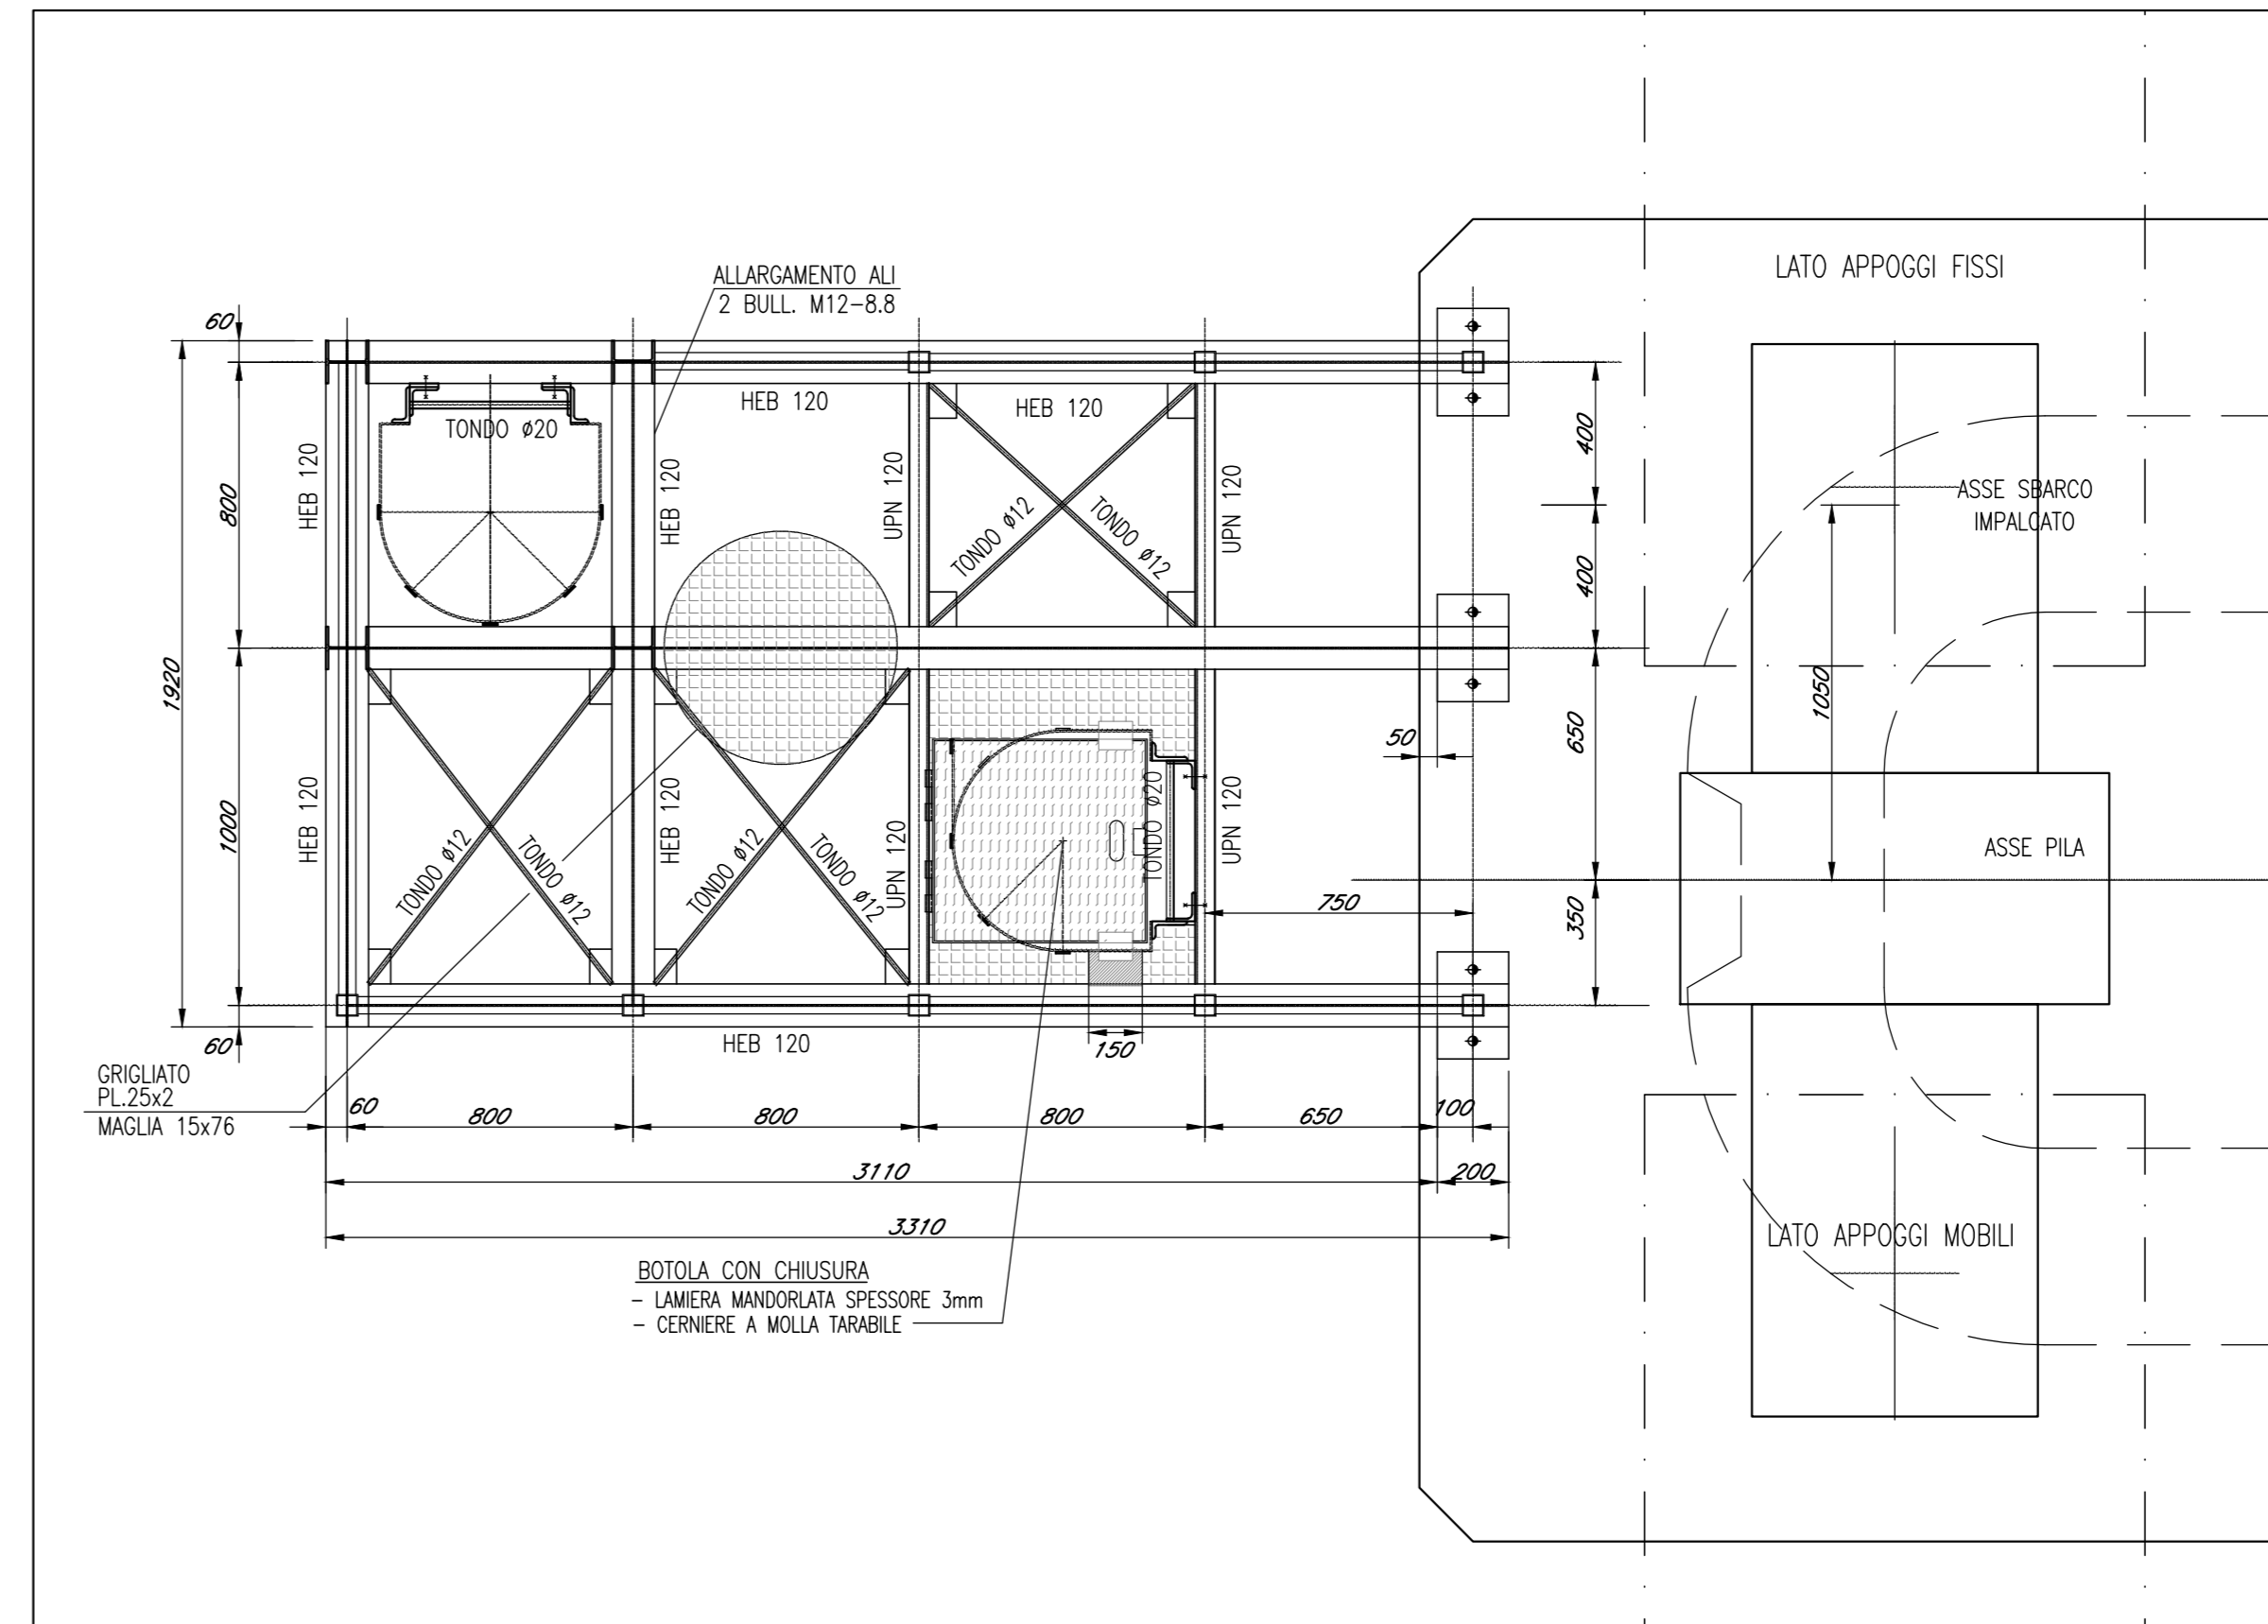 LATO APPOGGI FISSI
ALLARGAMENTO ALI
2 BULL. M12-8.8
60
HEB 120
HEB 120
TONDO ø20
400
HEB 120
HEB 120
UPN 120
UPN 120
800
ASSE SBARCO
IMPALCATO
TONDO ø12
TONDO ø12
400
1920
1050
650
50
1000
HEB 120
HEB 120
UPN 120
TONDO ø20
UPN 120
TONDO ø12
TONDO ø12
TONDO ø12
TONDO ø12
ASSE PILA
750
350
60
HEB 120
150
GRIGLIATO
PL.25x2
MAGLIA 15x76
60
800
800
800
650
100
3110
200
3310
LATO APPOGGI MOBILI
BOTOLA CON CHIUSURA
- LAMIERA MANDORLATA SPESSORE 3mm
- CERNIERE A MOLLA TARABILE